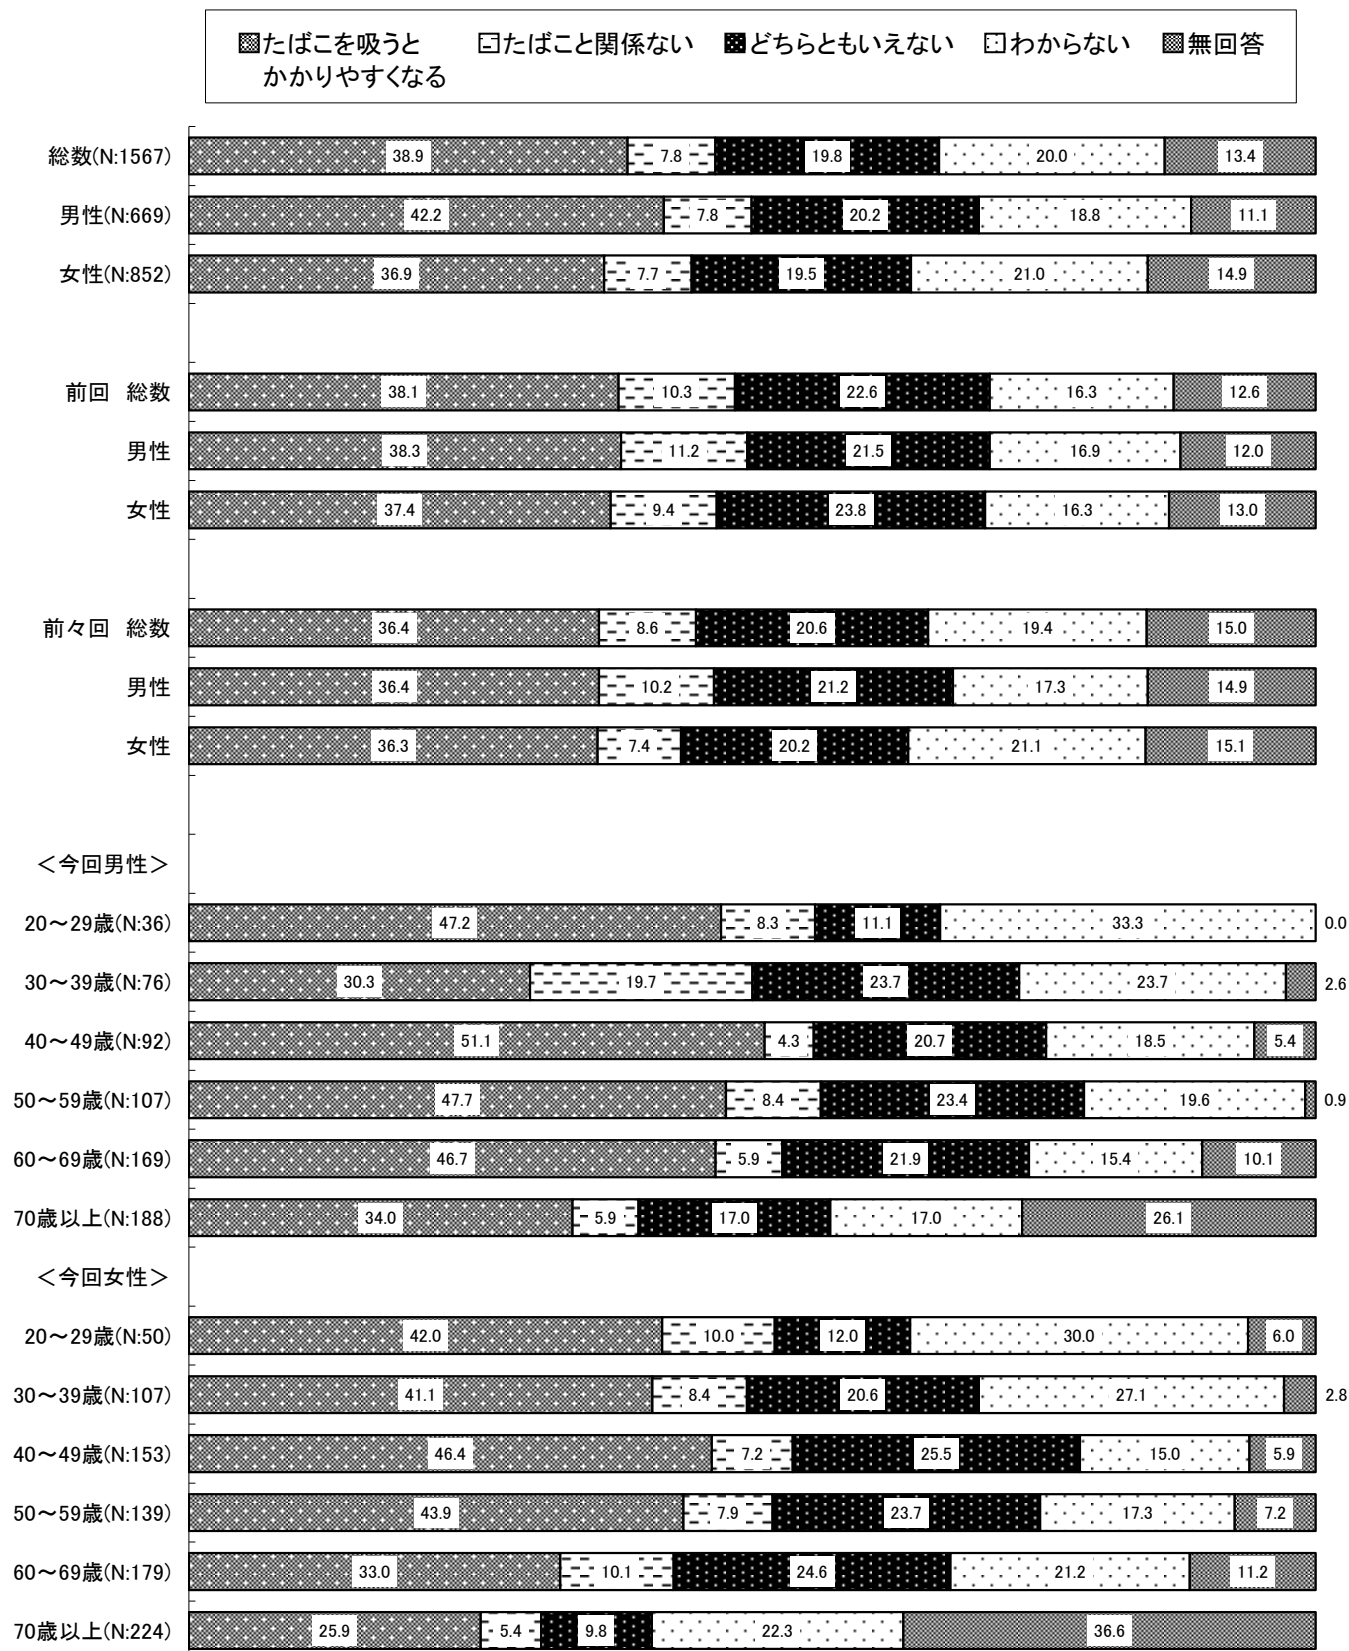 たばこを吸うと たばこと関係ない どちらともいえない わからない 無回答
かかりやすくなる
総数(N:1567) 38.9 7.8 19.8 20.0 13.4
男性(N:669) 42.2 7.8 20.2 18.8 11.1
女性(N:852) 36.9 7.7 19.5 21.0 14.9
前回 総数 38.1 10.3 22.6 16.3 12.6
男性 38.3 11.2 21.5 16.9 12.0
女性 37.4 9.4 23.8 16.3 13.0
前々回 総数 36.4 8.6 20.6 19.4 15.0
男性 36.4 10.2 21.2 17.3 14.9
女性 36.3 7.4 20.2 21.1 15.1
＜今回男性＞
20～29歳(N:36) 47.2 8.3 11.1 33.3 0.0
30～39歳(N:76) 30.3 19.7 23.7 23.7 2.6
40～49歳(N:92) 51.1 4.3 20.7 18.5 5.4
50～59歳(N:107) 47.7 8.4 23.4 19.6 0.9
60～69歳(N:169) 46.7 5.9 21.9 15.4 10.1
70歳以上(N:188) 34.0 5.9 17.0 17.0 26.1
＜今回女性＞
20～29歳(N:50) 42.0 10.0 12.0 30.0 6.0
30～39歳(N:107) 41.1 8.4 20.6 27.1 2.8
40～49歳(N:153) 46.4 7.2 25.5 15.0 5.9
50～59歳(N:139) 43.9 7.9 23.7 17.3 7.2
60～69歳(N:179) 33.0 10.1 24.6 21.2 11.2
70歳以上(N:224) 25.9 5.4 9.8 22.3 36.6